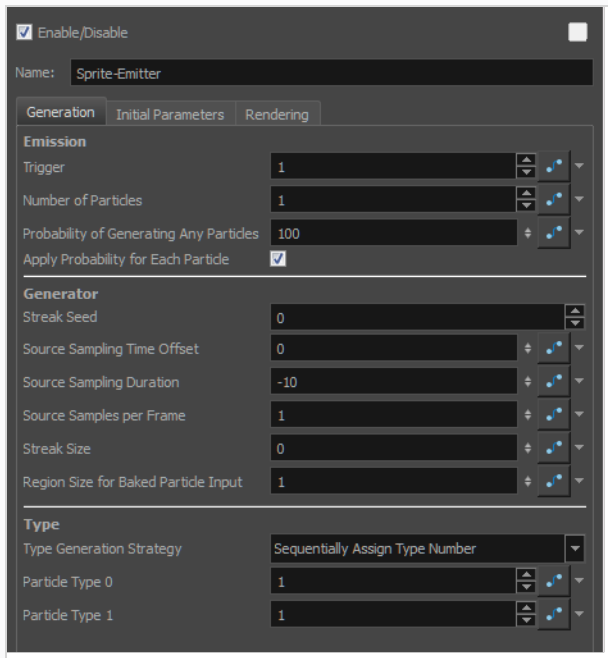 Enable/Disable
Name: Sprite-Emitter
Generation Initial Parameters Rendering
Emission
Trigger 1
Number of Particles 1
Probability of Generating Any Particles 100
Apply Probability for Each Particle
Generator
Streak Seed 0
Source Sampling Time Offset 0
Source Sampling Duration -10
Source Samples per Frame 1
Streak Size 0
Region Size for Baked Particle Input 1
Type
Type Generation Strategy Sequentially Assign Type Number
Particle Type 0 1
Particle Type 1 1